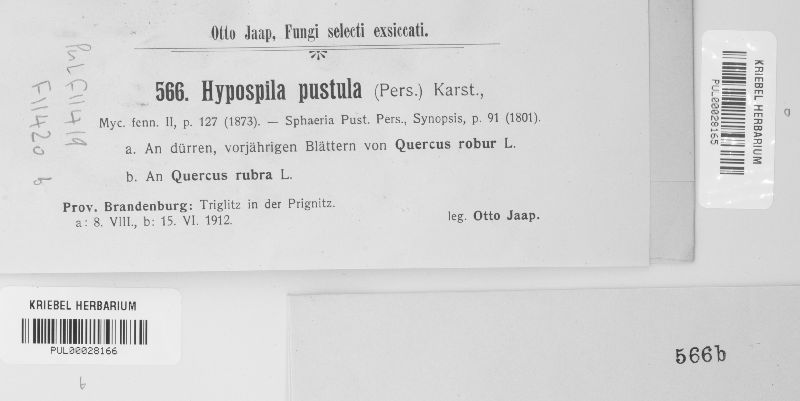 Otto Jaap, Fungi selecti exsiccati.
566. Hypospila pustula (Pers.) Karst.,
Myc. fenn. II, p. 127 (1873). — Sphaeria Pust. Pers., Synopsis, p. 91 (1801).
a. An dürren, vorjährigen Blättern von Quercus robur L.
b. An Quercus rubra L.
Prov. Brandenburg: Triglitz in der Prignitz.
a: 8. VIII., b: 15. VI. 1912.
leg. Otto Jaap.
PuL F11419 a
F11420 b
KRIEBEL HERBARIUM
PUL00028165
a
KRIEBEL HERBARIUM
PUL00028166
b
566b